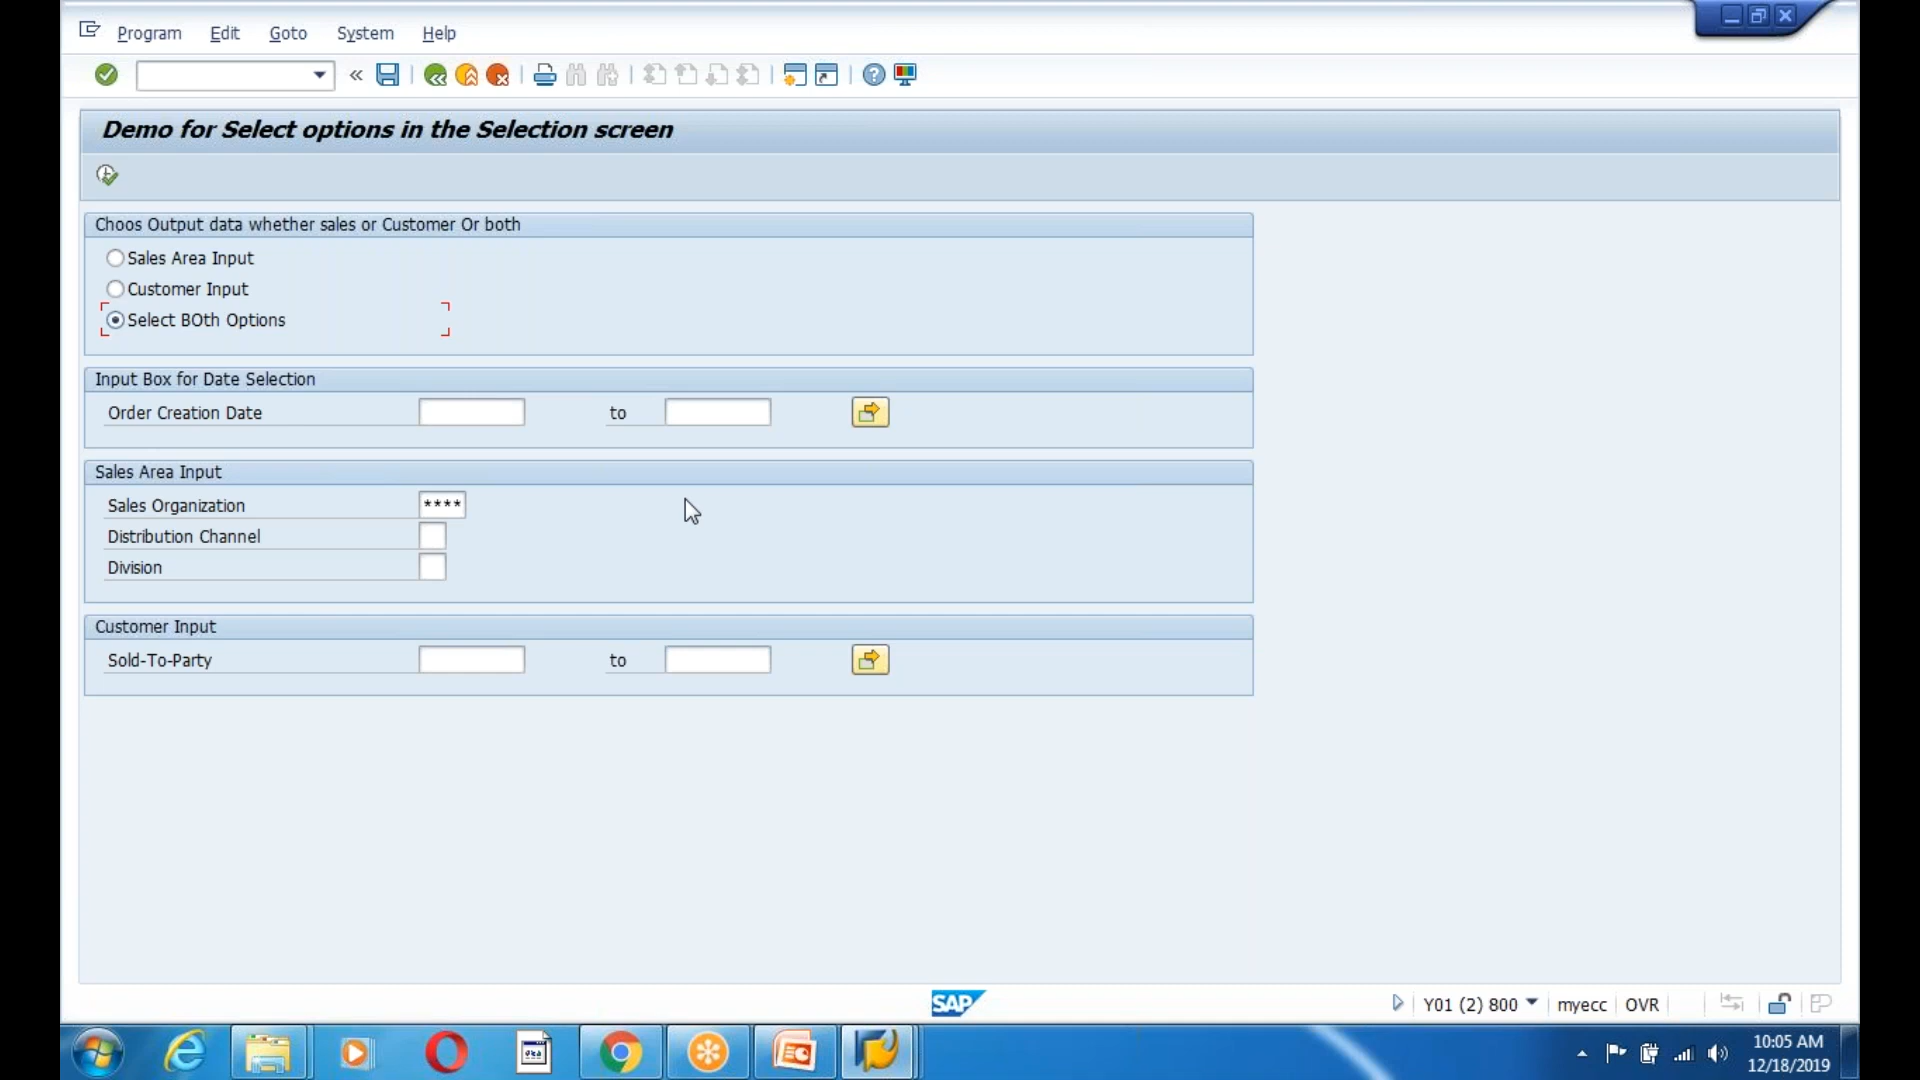 Program Edit Goto System Help
Demo for Select options in the Selection screen
Choos Output data whether sales or Customer Or both
Sales Area Input
Customer Input
Select BOth Options
Input Box for Date Selection
Order Creation Date to
Sales Area Input
Sales Organization ****
Distribution Channel
Division
Customer Input
Sold-To-Party to
SAP Y01 (2) 800 myecc OVR
10:05 AM
12/18/2019